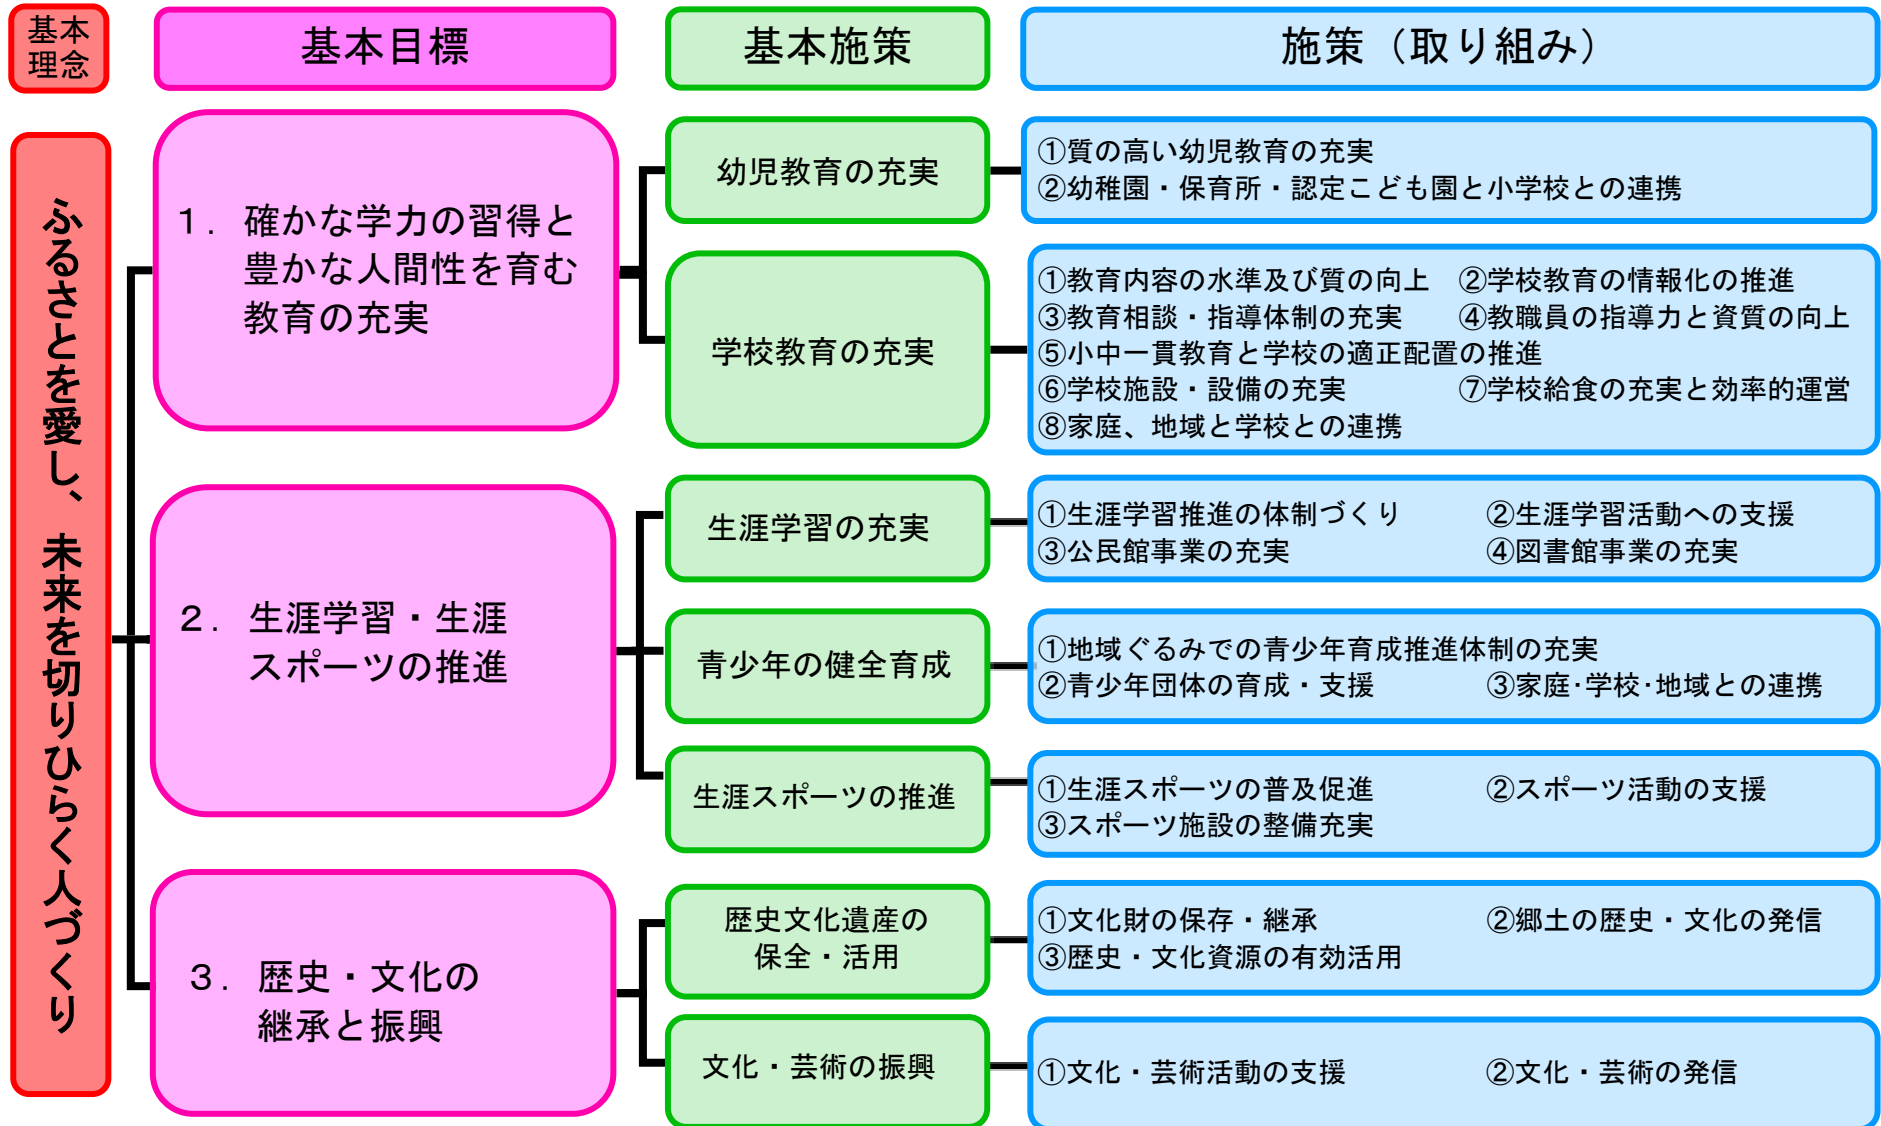 基本
理念
基本目標
基本施策
施策（取り組み）
ふるさとを愛し、未来を切りひらく人づくり
１．確かな学力の習得と
豊かな人間性を育む
教育の充実
幼児教育の充実
①質の高い幼児教育の充実
②幼稚園・保育所・認定こども園と小学校との連携
学校教育の充実
①教育内容の水準及び質の向上　②学校教育の情報化の推進
③教育相談・指導体制の充実　④教職員の指導力と資質の向上
⑤小中一貫教育と学校の適正配置の推進
⑥学校施設・設備の充実　⑦学校給食の充実と効率的運営
⑧家庭、地域と学校との連携
２．生涯学習・生涯
スポーツの推進
生涯学習の充実
①生涯学習推進の体制づくり　②生涯学習活動への支援
③公民館事業の充実　④図書館事業の充実
青少年の健全育成
①地域ぐるみでの青少年育成推進体制の充実
②青少年団体の育成・支援　③家庭・学校・地域との連携
生涯スポーツの推進
①生涯スポーツの普及促進　②スポーツ活動の支援
③スポーツ施設の整備充実
３．歴史・文化の
継承と振興
歴史文化遺産の
保全・活用
①文化財の保存・継承　②郷土の歴史・文化の発信
③歴史・文化資源の有効活用
文化・芸術の振興
①文化・芸術活動の支援　②文化・芸術の発信